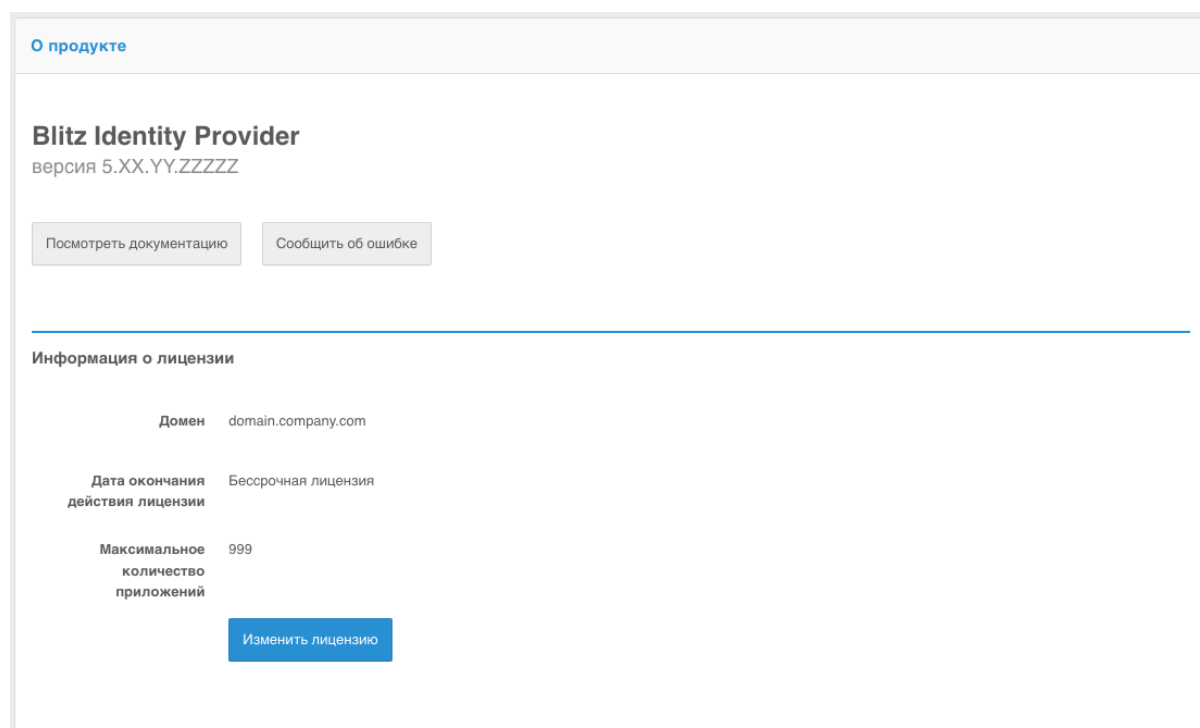 О продукте
Blitz Identity Provider
версия 5.XX.YY.ZZZZZ
Посмотреть документацию
Сообщить об ошибке
Информация о лицензии
Домен
domain.company.com
Дата окончания
действия лицензии
Бессрочная лицензия
Максимальное
количество
приложений
999
Изменить лицензию